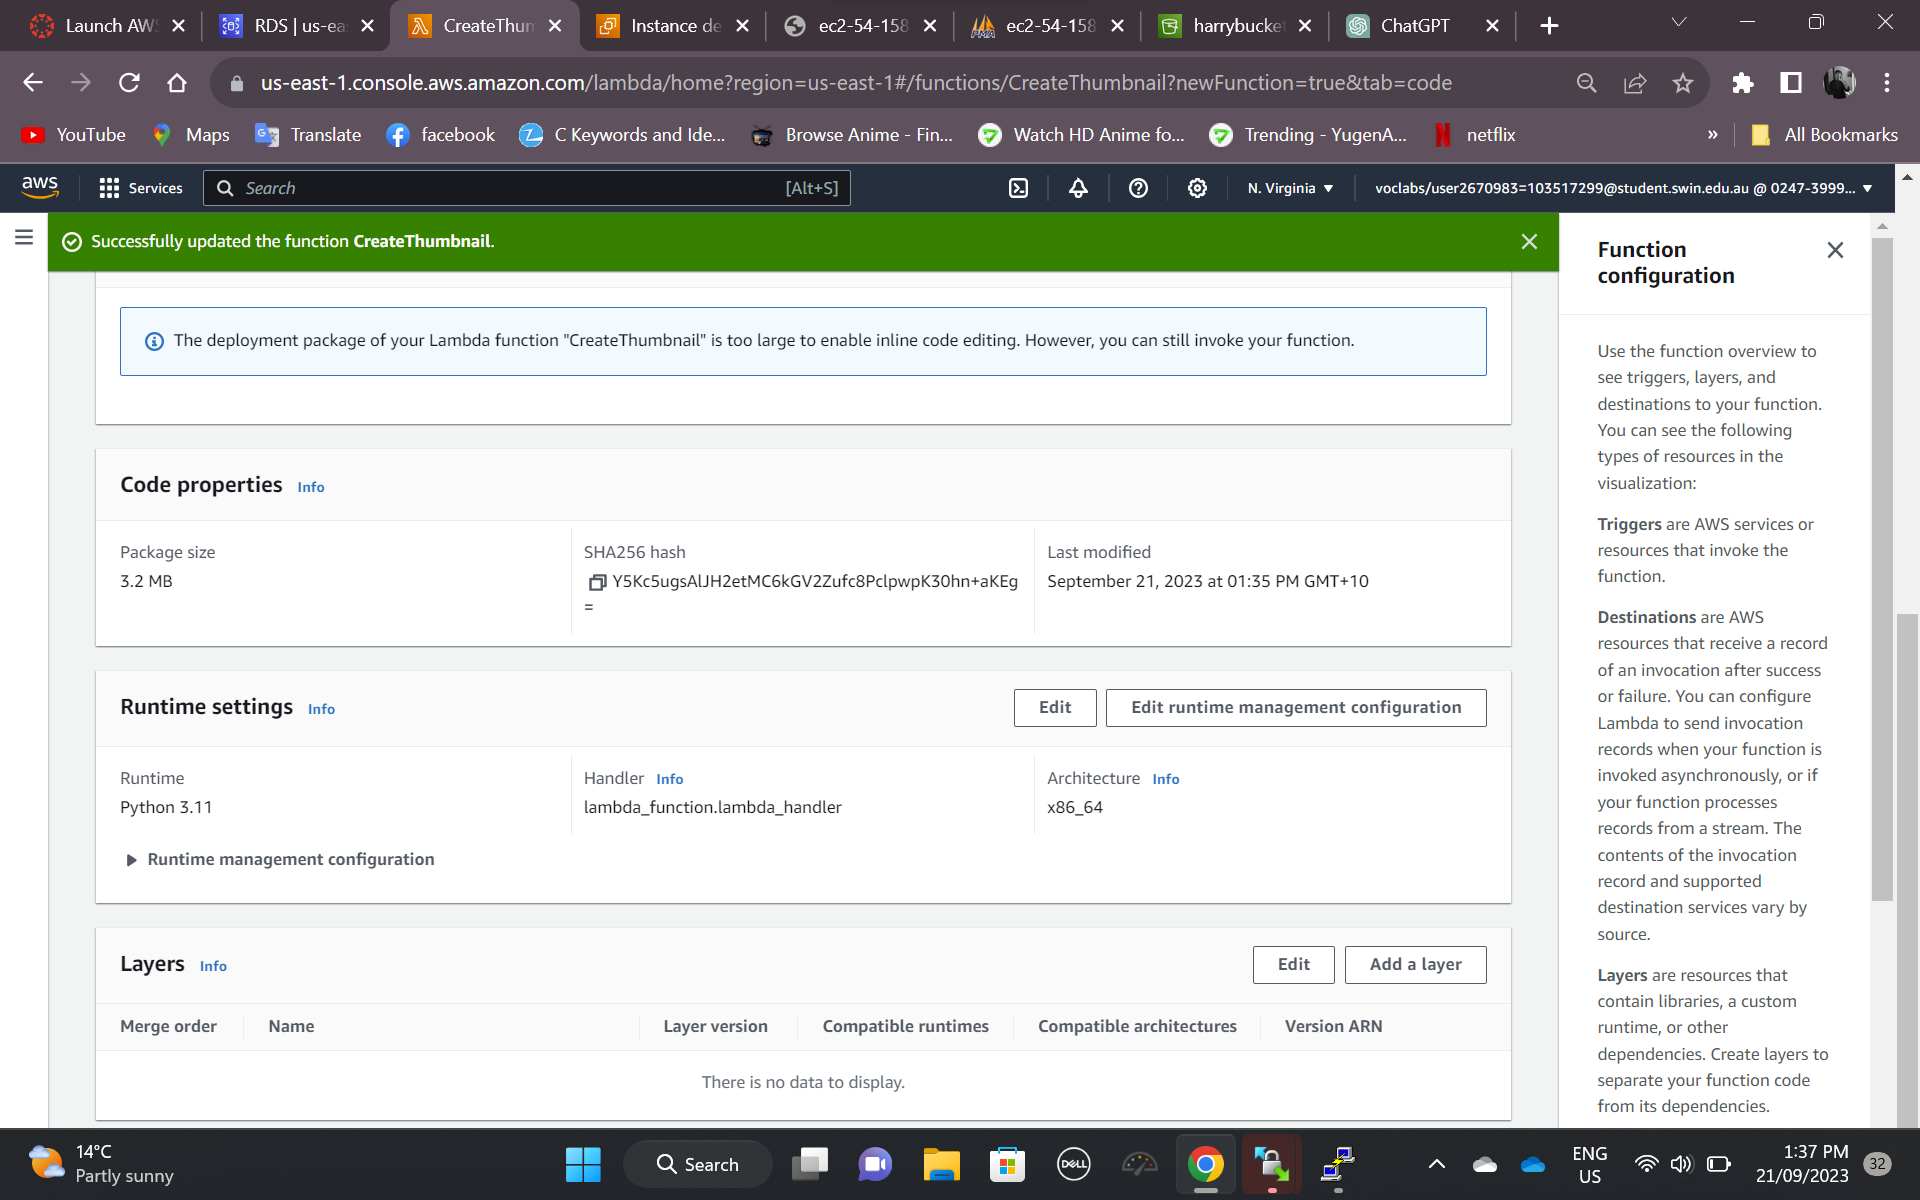 Launch AW
RDS | us-ea
CreateThum
Instance de
ec2-54-158
ec2-54-158
harrybucke
ChatGPT
us-east-1.console.aws.amazon.com/lambda/home?region=us-east-1#/functions/CreateThumbnail?newFunction=true&tab=code
YouTube
Maps
Translate
facebook
C Keywords and Ide...
Browse Anime - Fin...
Watch HD Anime fo...
Trending - YugenA...
netflix
»
All Bookmarks
aws
Services
Search
[Alt+S]
N. Virginia
voclabs/user2670983=103517299@student.swin.edu.au @ 0247-3999...
Successfully updated the function CreateThumbnail.
The deployment package of your Lambda function "CreateThumbnail" is too large to enable inline code editing. However, you can still invoke your function.
Code properties Info
Package size
3.2 MB
SHA256 hash
Y5Kc5ugsAlJH2etMC6kGV2Zufc8PclpwpK30hn+aKEg
=
Last modified
September 21, 2023 at 01:35 PM GMT+10
Runtime settings Info
Edit
Edit runtime management configuration
Runtime
Python 3.11
Handler Info
lambda_function.lambda_handler
Architecture Info
x86_64
Runtime management configuration
Layers Info
Edit
Add a layer
Merge order
Name
Layer version
Compatible runtimes
Compatible architectures
Version ARN
There is no data to display.
Function
configuration
Use the function overview to
see triggers, layers, and
destinations to your function.
You can see the following
types of resources in the
visualization:
Triggers are AWS services or
resources that invoke the
function.
Destinations are AWS
resources that receive a record
of an invocation after success
or failure. You can configure
Lambda to send invocation
records when your function is
invoked asynchronously, or if
your function processes
records from a stream. The
contents of the invocation
record and supported
destination services vary by
source.
Layers are resources that
contain libraries, a custom
runtime, or other
dependencies. Create layers to
separate your function code
from its dependencies.
14°C
Partly sunny
Search
DELL
ENG
US
1:37 PM
21/09/2023
32